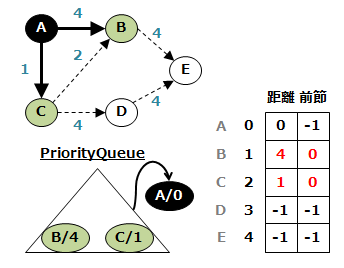 4
A
B
4
1
2
E
C
4
D
4
距離 前節
A 0 0 -1
PriorityQueue
B 1 4 0
A/0
C 2 1 0
D 3 -1 -1
B/4 C/1
E 4 -1 -1